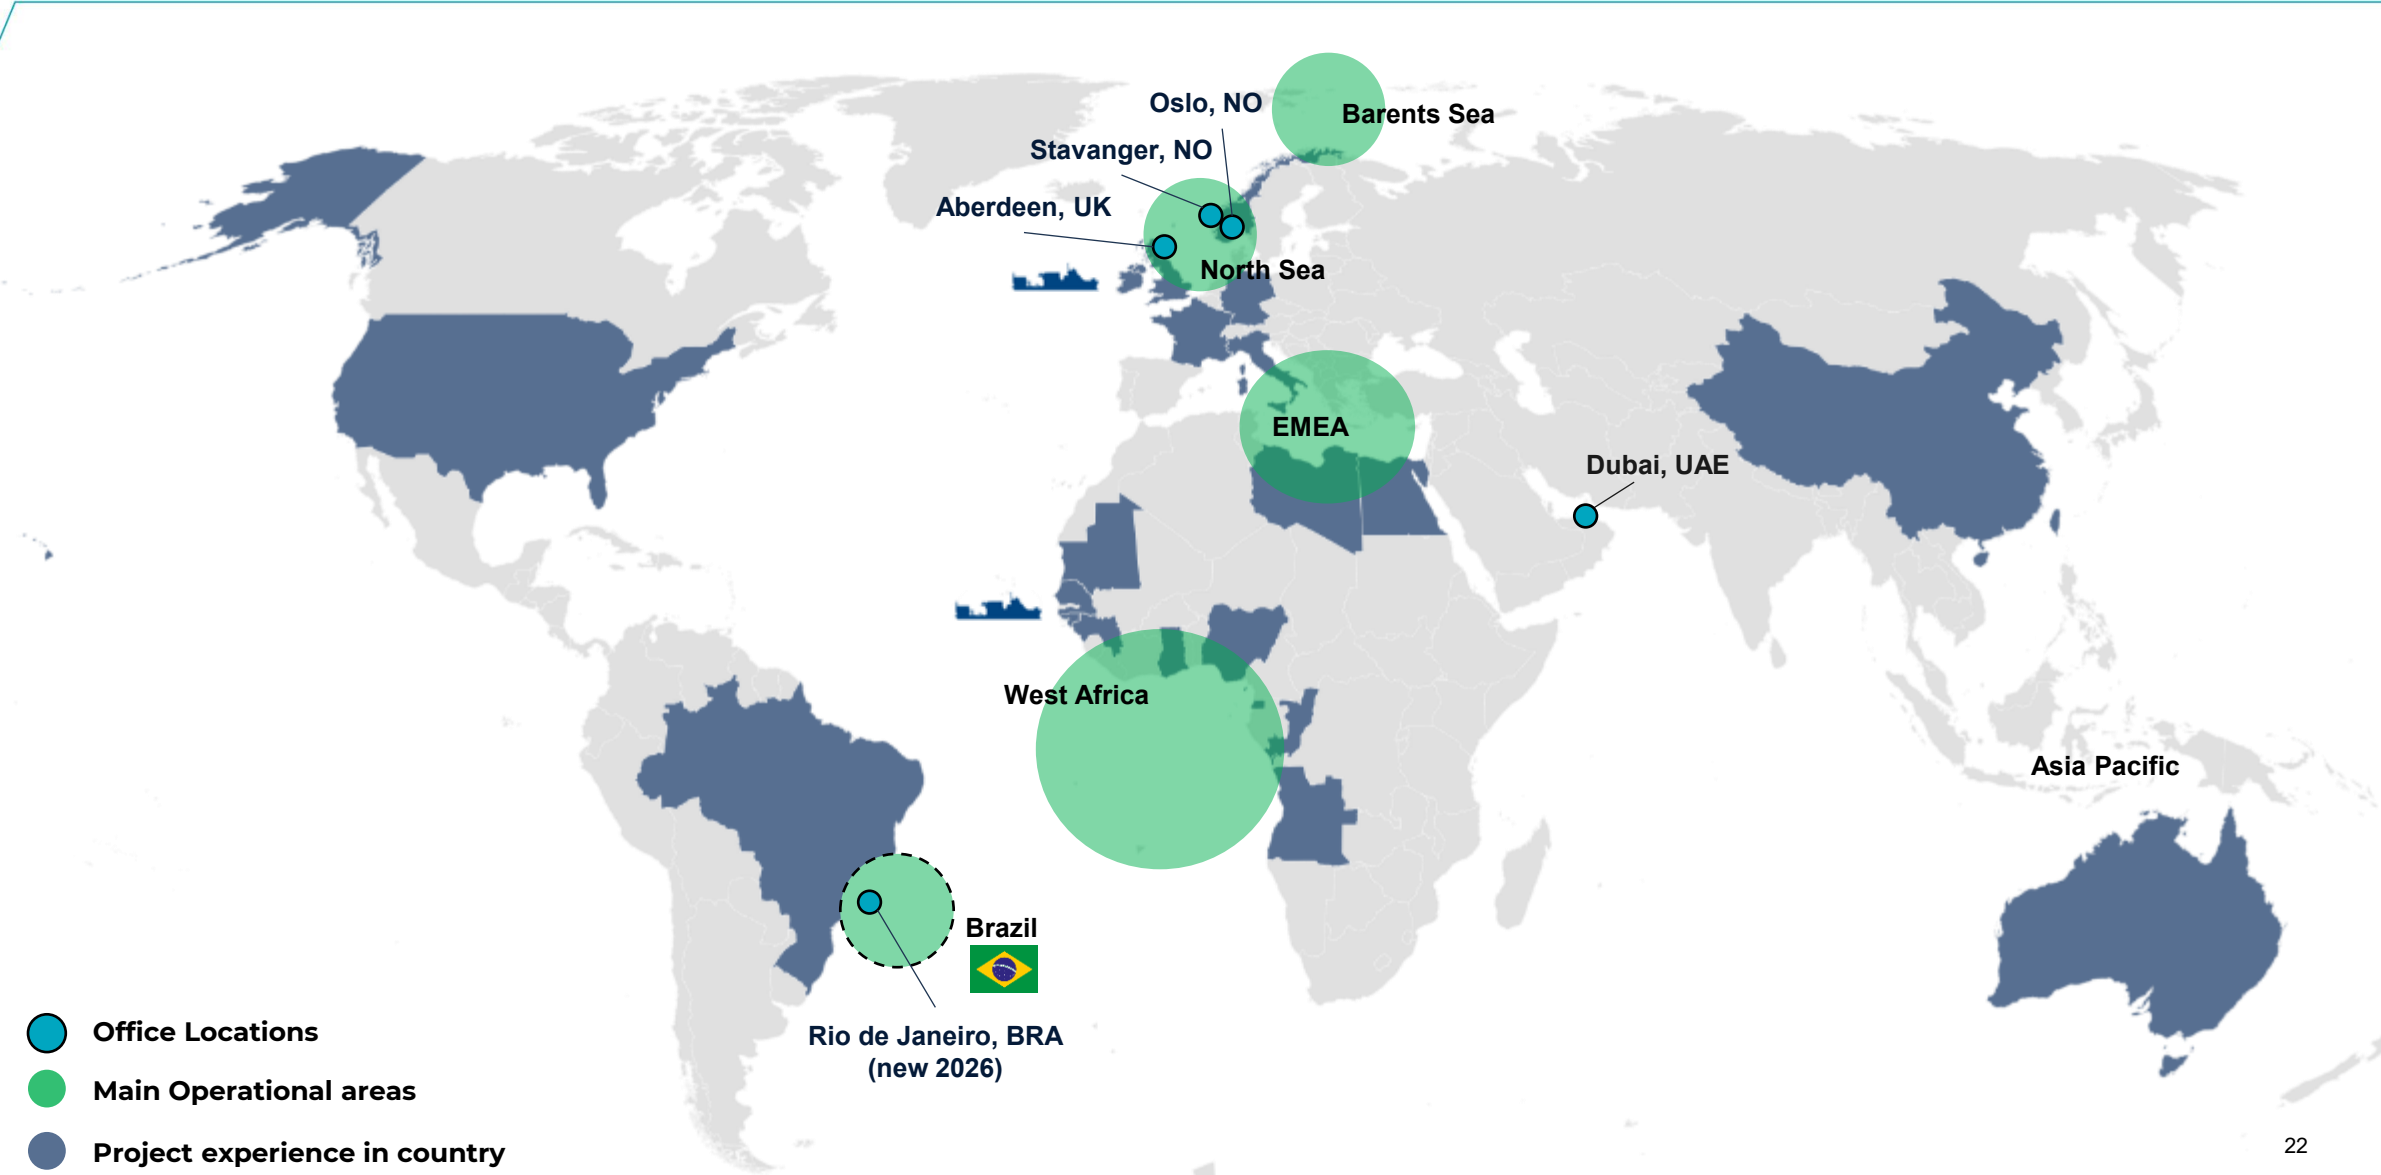 Oslo, NO
Barents Sea
Stavanger, NO
Aberdeen, UK
North Sea
EMEA
Dubai, UAE
West Africa
Asia Pacific
Brazil
Rio de Janeiro, BRA
(new 2026)
Office Locations
Main Operational areas
Project experience in country
22